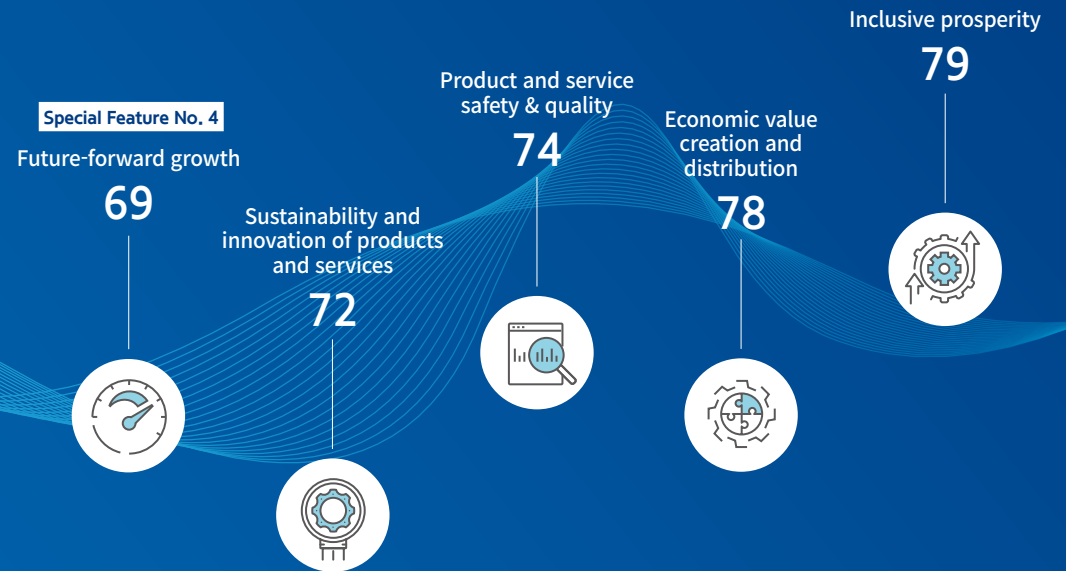 Special Feature No. 4
Future-forward growth
69
Sustainability and
innovation of products
and services
72
Product and service
safety & quality
74
Economic value
creation and
distribution
78
Inclusive prosperity
79